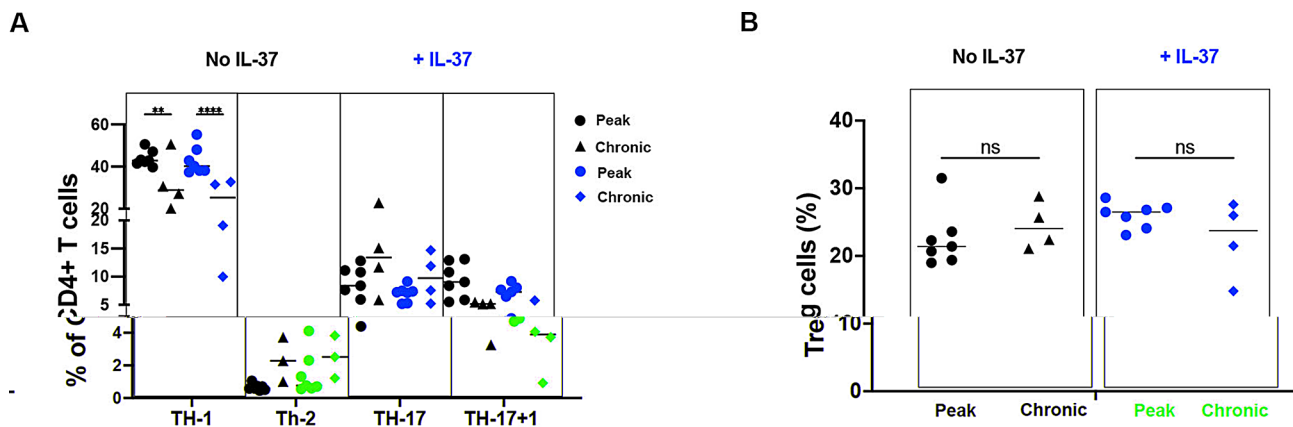 A
No IL-37
+ IL-37
** ****
60
40
20
20
15
10
5
4
2
0
% of CD4+ T cells
TH-1
Th-2
TH-17
TH-17+1
Peak
Chronic
Peak
Chronic
B
No IL-37
+ IL-37
ns
ns
40
30
20
10
0
Treg cells (%)
Peak
Chronic
Peak
Chronic